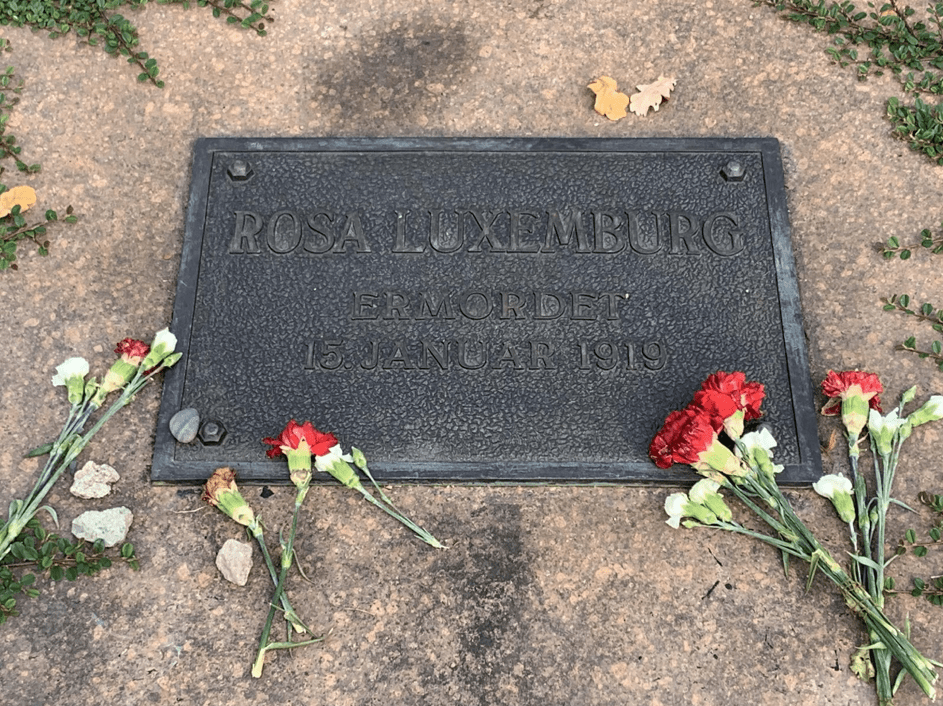 ROSA LUXEMBURG
ERMORDET
15. JANUAR 1919